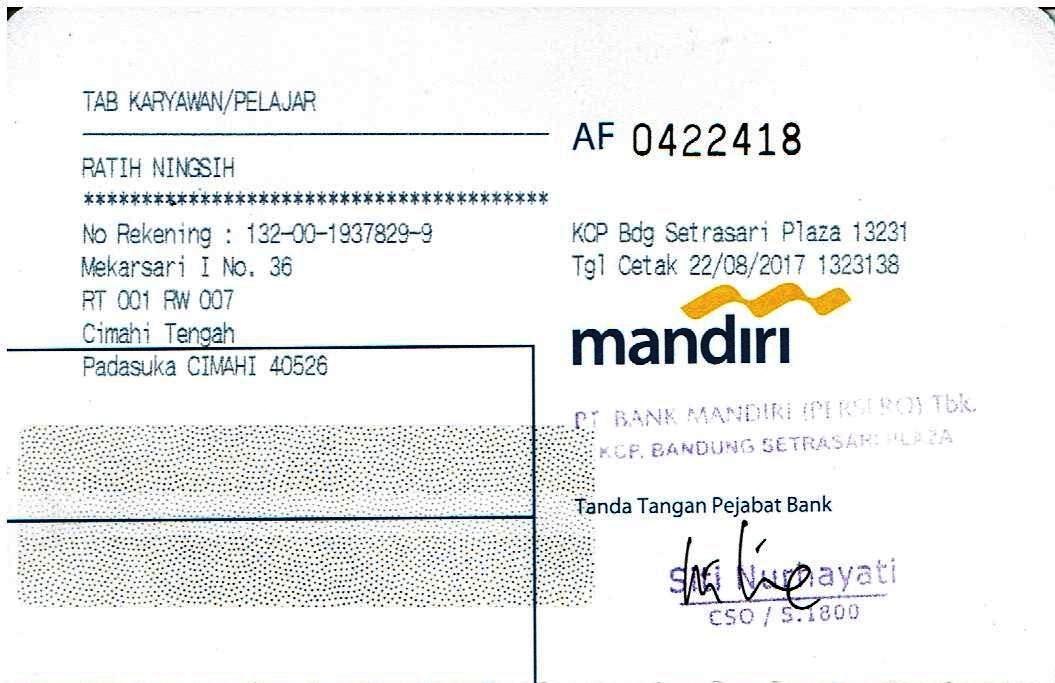 TAB KARYAWAN/PELAJAR
RATIH NINGSIH
****************************************
No Rekening : 132-00-1937829-9
Mekarsari I No. 36
RT 001 RW 007
Cimahi Tengah
Padasuka CIMAHI 40526
AF 0422418
KCP Bdg Setrasari Plaza 13231
Tgl Cetak 22/08/2017 1323138
mandiri
PT. BANK MANDIRI (PERSERO) Tbk.
KCP. BANDUNG SETRASARI PLAZA
Tanda Tangan Pejabat Bank
Siti Nurhayati
CSO / S.1800